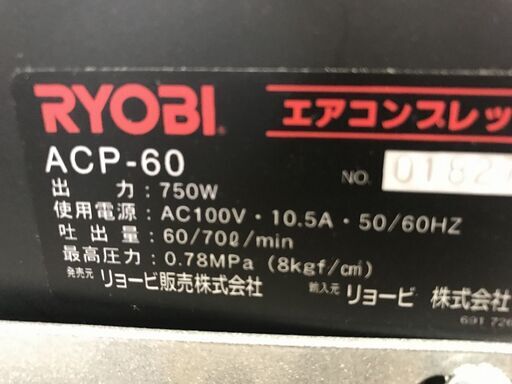 RYOBI エアコンプレッ
ACP-60 NO. 0182
出 力：750W
使用電源：AC100V・10.5A・50/60HZ
吐出量：60/70ℓ/min
最高圧力：0.78MPa (8kgf/c㎡)
発売元 リョービ販売株式会社 輸入元 リョービ 株式会社
691 726